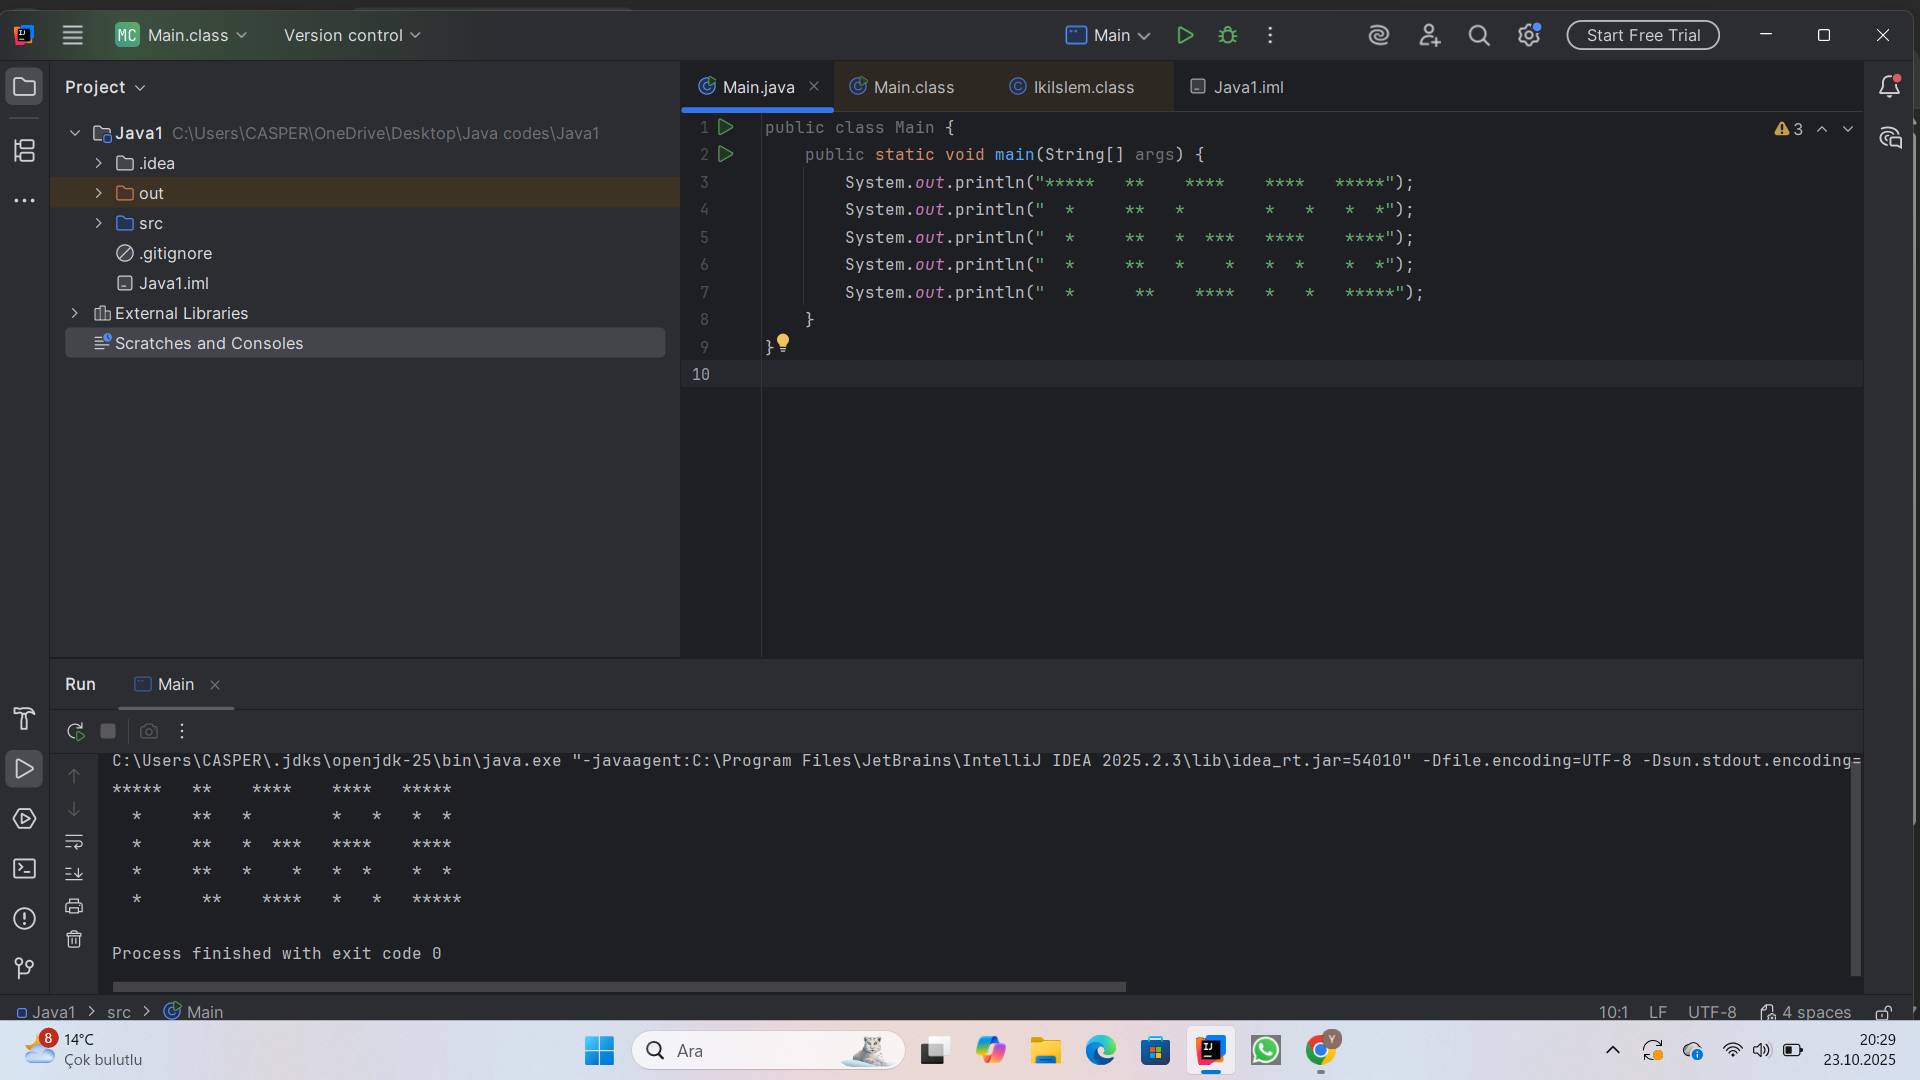 MC Main.class Version control Main Start Free Trial
Project
Main.java Main.class IkiIslem.class Java1.iml
Java1 C:\Users\CASPER\OneDrive\Desktop\Java codes\Java1
.idea
out
src
.gitignore
Java1.iml
External Libraries
Scratches and Consoles
3
1 public class Main {
2     public static void main(String[] args) {
3         System.out.println("*****   **    ****    ****   *****");
4         System.out.println("  *     **   *        *   *   *  *");
5         System.out.println("  *     **   *  ***   ****    ****");
6         System.out.println("  *     **   *    *   *  *    *  *");
7         System.out.println("  *      **    ****   *   *   *****");
8     }
9 }
10
Run Main
C:\Users\CASPER\.jdks\openjdk-25\bin\java.exe "-javaagent:C:\Program Files\JetBrains\IntelliJ IDEA 2025.2.3\lib\idea_rt.jar=54010" -Dfile.encoding=UTF-8 -Dsun.stdout.encoding=
*****   **    ****    ****   *****
  *     **   *        *   *   *  *
  *     **   *  ***   ****    ****
  *     **   *    *   *  *    *  *
  *      **    ****   *   *   *****
Process finished with exit code 0
Java1 > src > Main 10:1 LF UTF-8 4 spaces
8 14°C
Çok bulutlu
Ara
Y
20:29
23.10.2025